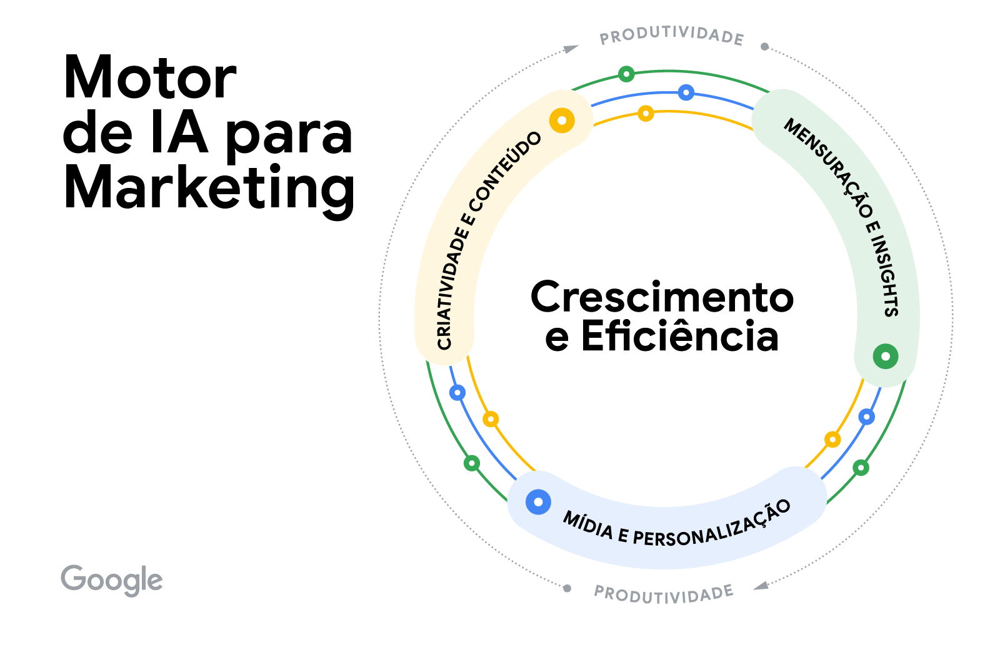 Motor
de IA para
Marketing
PRODUTIVIDADE
CRIATIVIDADE E CONTEÚDO
MENSURAÇÃO E INSIGHTS
Crescimento
e Eficiência
MÍDIA E PERSONALIZAÇÃO
PRODUTIVIDADE
Google